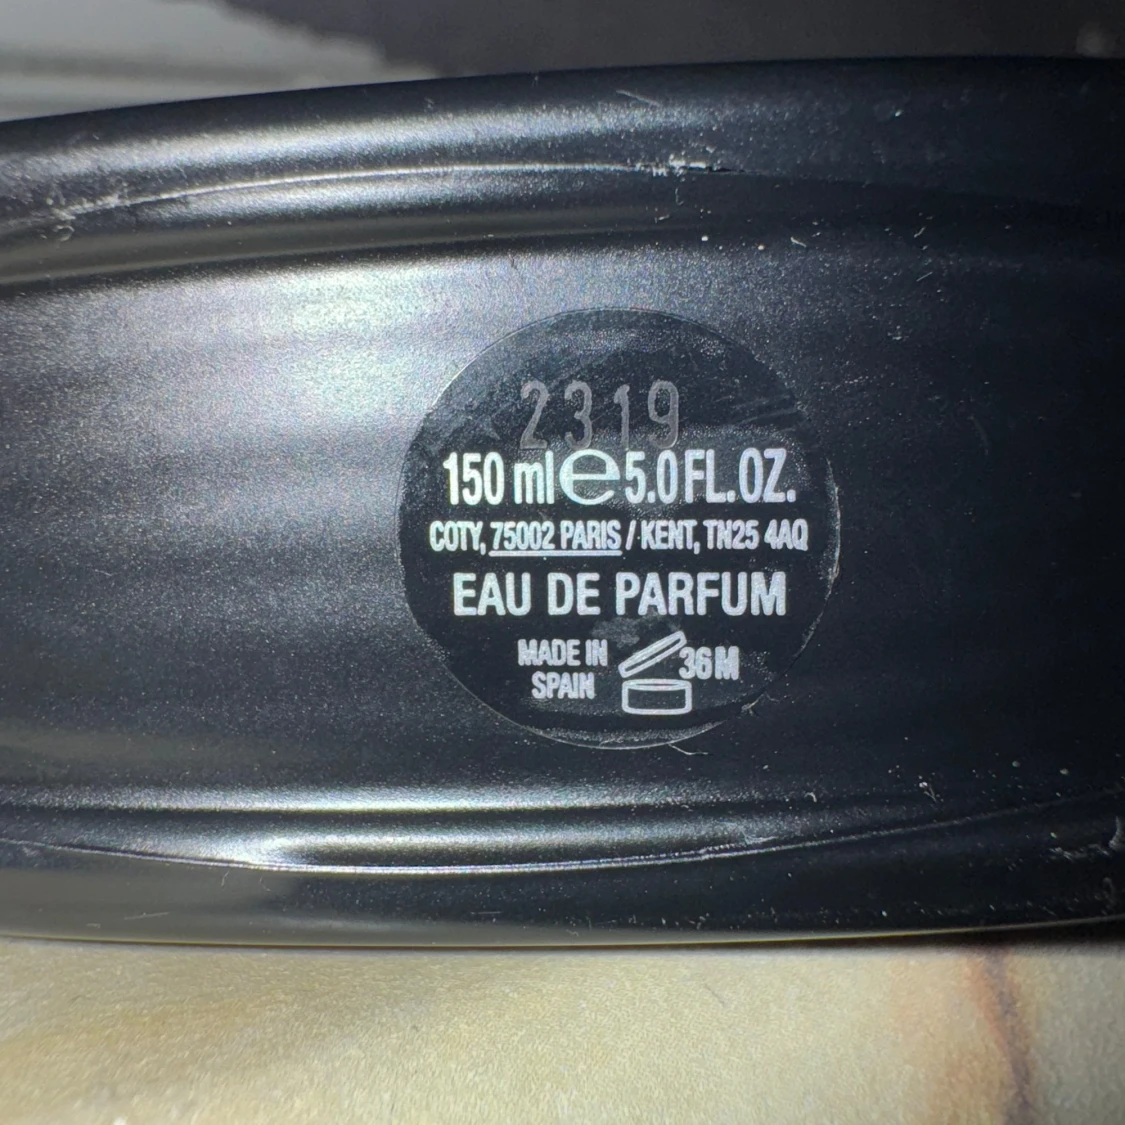 2319
150 ml e 5.0 FL. OZ.
COTY, 75002 PARIS / KENT, TN25 4AQ
EAU DE PARFUM
MADE IN
SPAIN
36 M